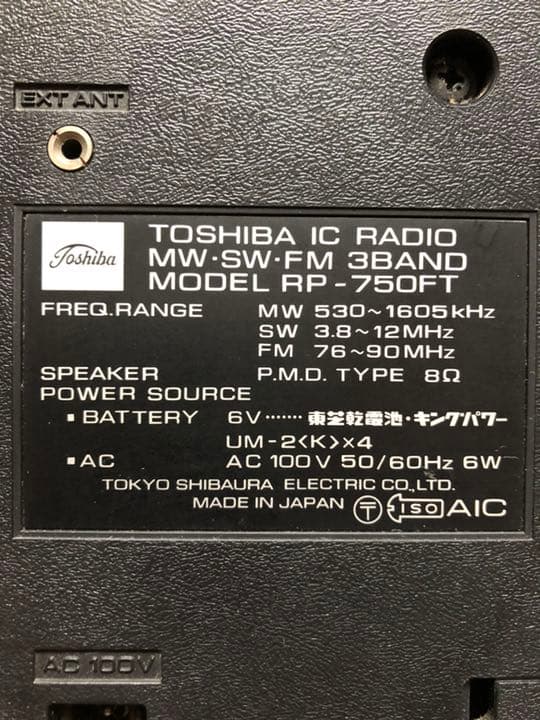 EXT ANT
Toshiba
TOSHIBA IC RADIO
MW·SW·FM 3BAND
MODEL RP-750FT
FREQ.RANGE MW 530~1605kHz
SW 3.8~12MHz
FM 76~90MHz
SPEAKER P.M.D. TYPE 8Ω
POWER SOURCE
▪ BATTERY 6V ······· 東芝乾電池・キングパワー
UM-2〈K〉×4
▪ AC AC 100V 50/60Hz 6W
TOKYO SHIBAURA ELECTRIC CO.,LTD.
MADE IN JAPAN 〒 ISO AIC
AC 100V